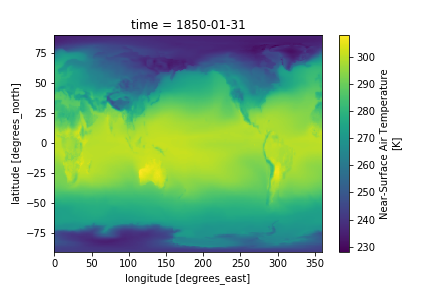 time = 1850-01-31
75
50
25
0
−25
−50
−75
latitude [degrees_north]
0 50 100 150 200 250 300 350
longitude [degrees_east]
300
290
280
270
260
250
240
230
Near-Surface Air Temperature
[K]